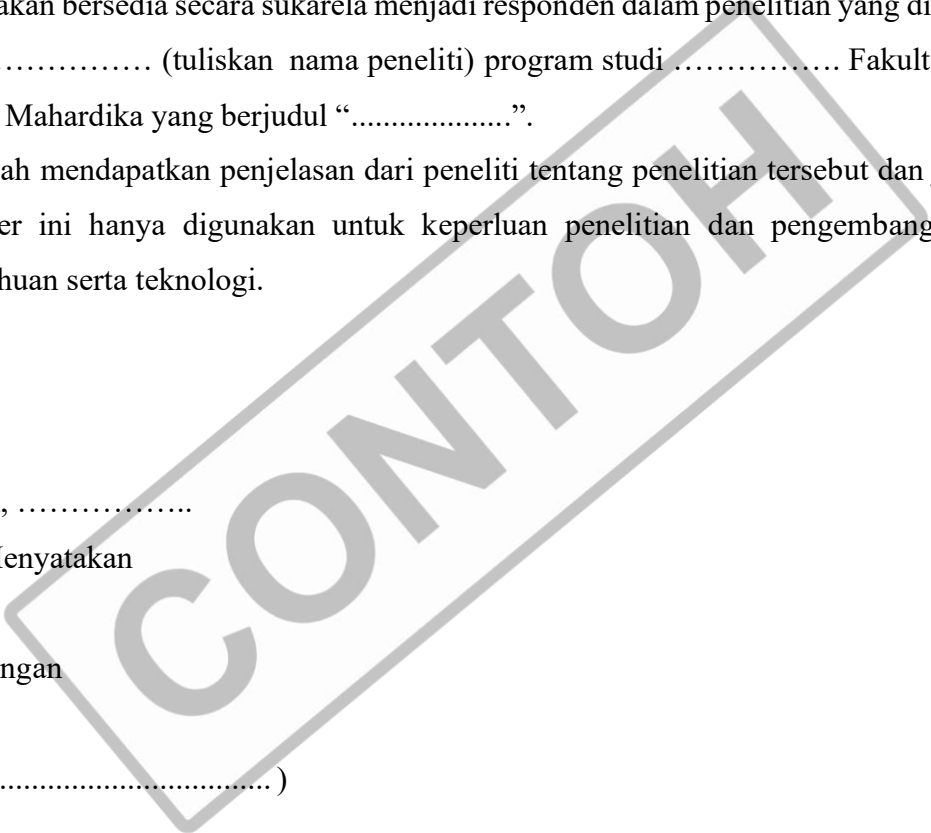 akan bersedia secara sukarela menjadi responden dalam penelitian yang di
…………… (tuliskan nama peneliti) program studi ……………. Fakult
Mahardika yang berjudul “....................”.
ah mendapatkan penjelasan dari peneliti tentang penelitian tersebut dan
er ini hanya digunakan untuk keperluan penelitian dan pengembang
huan serta teknologi.
, ……………..
enyatakan
ngan
.................................. )
CONTOH